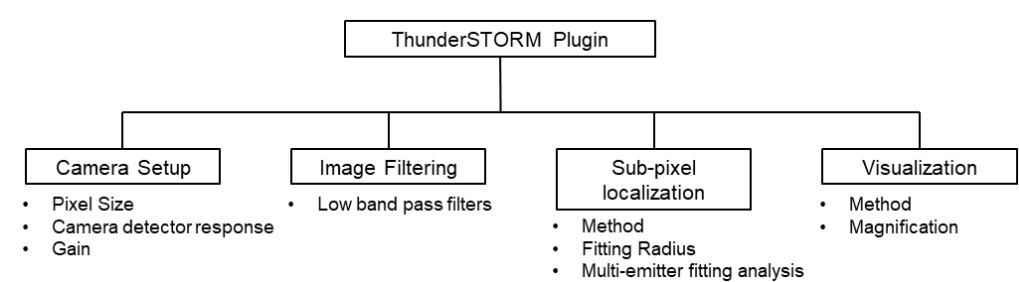 ThunderSTORM Plugin
Camera Setup
• Pixel Size
• Camera detector response
• Gain
Image Filtering
• Low band pass filters
Sub-pixel
localization
• Method
• Fitting Radius
• Multi-emitter fitting analysis
Visualization
• Method
• Magnification